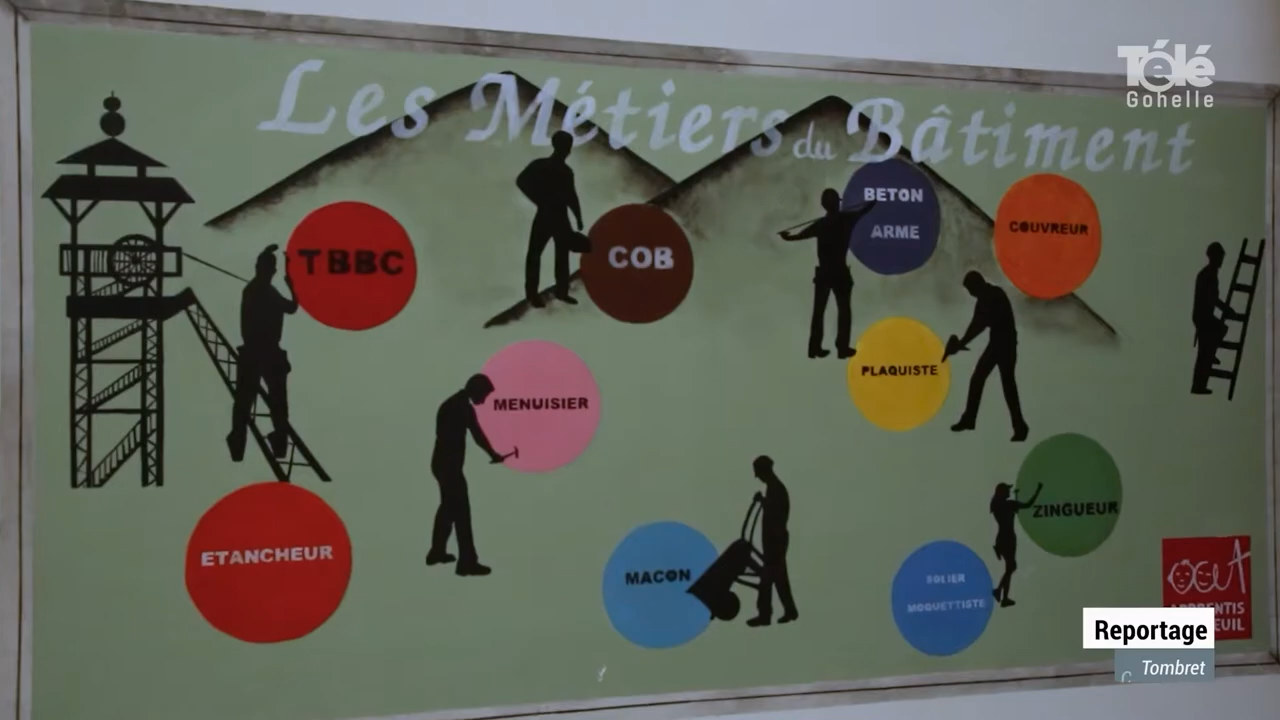 Télé
Gohelle
Les Métiers du Bâtiment
BETON
ARME
COUVREUR
TBBC
COB
PLAQUISTE
MENUISIER
ZINGUEUR
ETANCHEUR
MACON
SOLIER
MOQUETTISTE
Reportage
Tombret